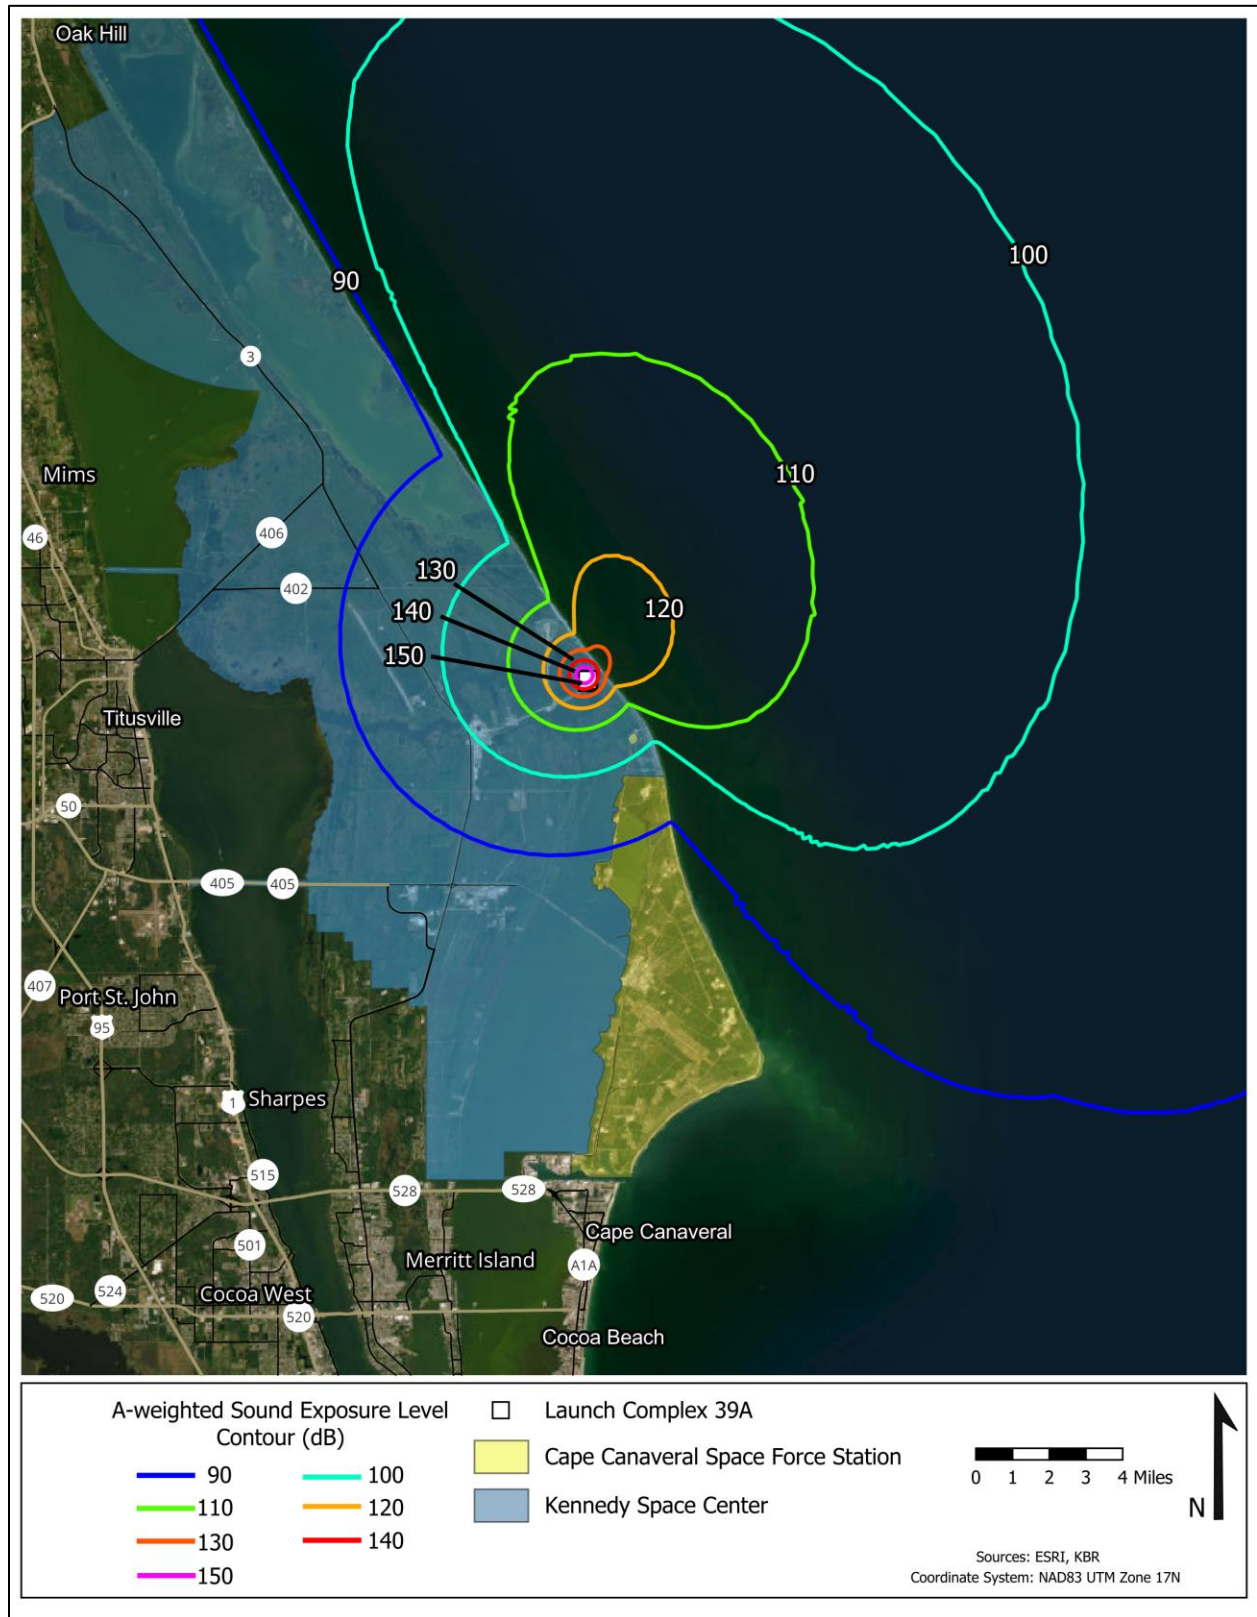 Oak Hill
100
90
3
110
Mims
406
46
130
402
140
120
150
Titusville
50
405
405
407
Port St. John
95
1
Sharpes
515
528
528
Cape Canaveral
501
Merritt Island
A1A
524
520
Cocoa West
520
Cocoa Beach
A-weighted Sound Exposure Level
Contour (dB)
90
100
110
120
130
140
150
Launch Complex 39A
Cape Canaveral Space Force Station
Kennedy Space Center
0 1 2 3 4 Miles
N
Sources: ESRI, KBR
Coordinate System: NAD83 UTM Zone 17N